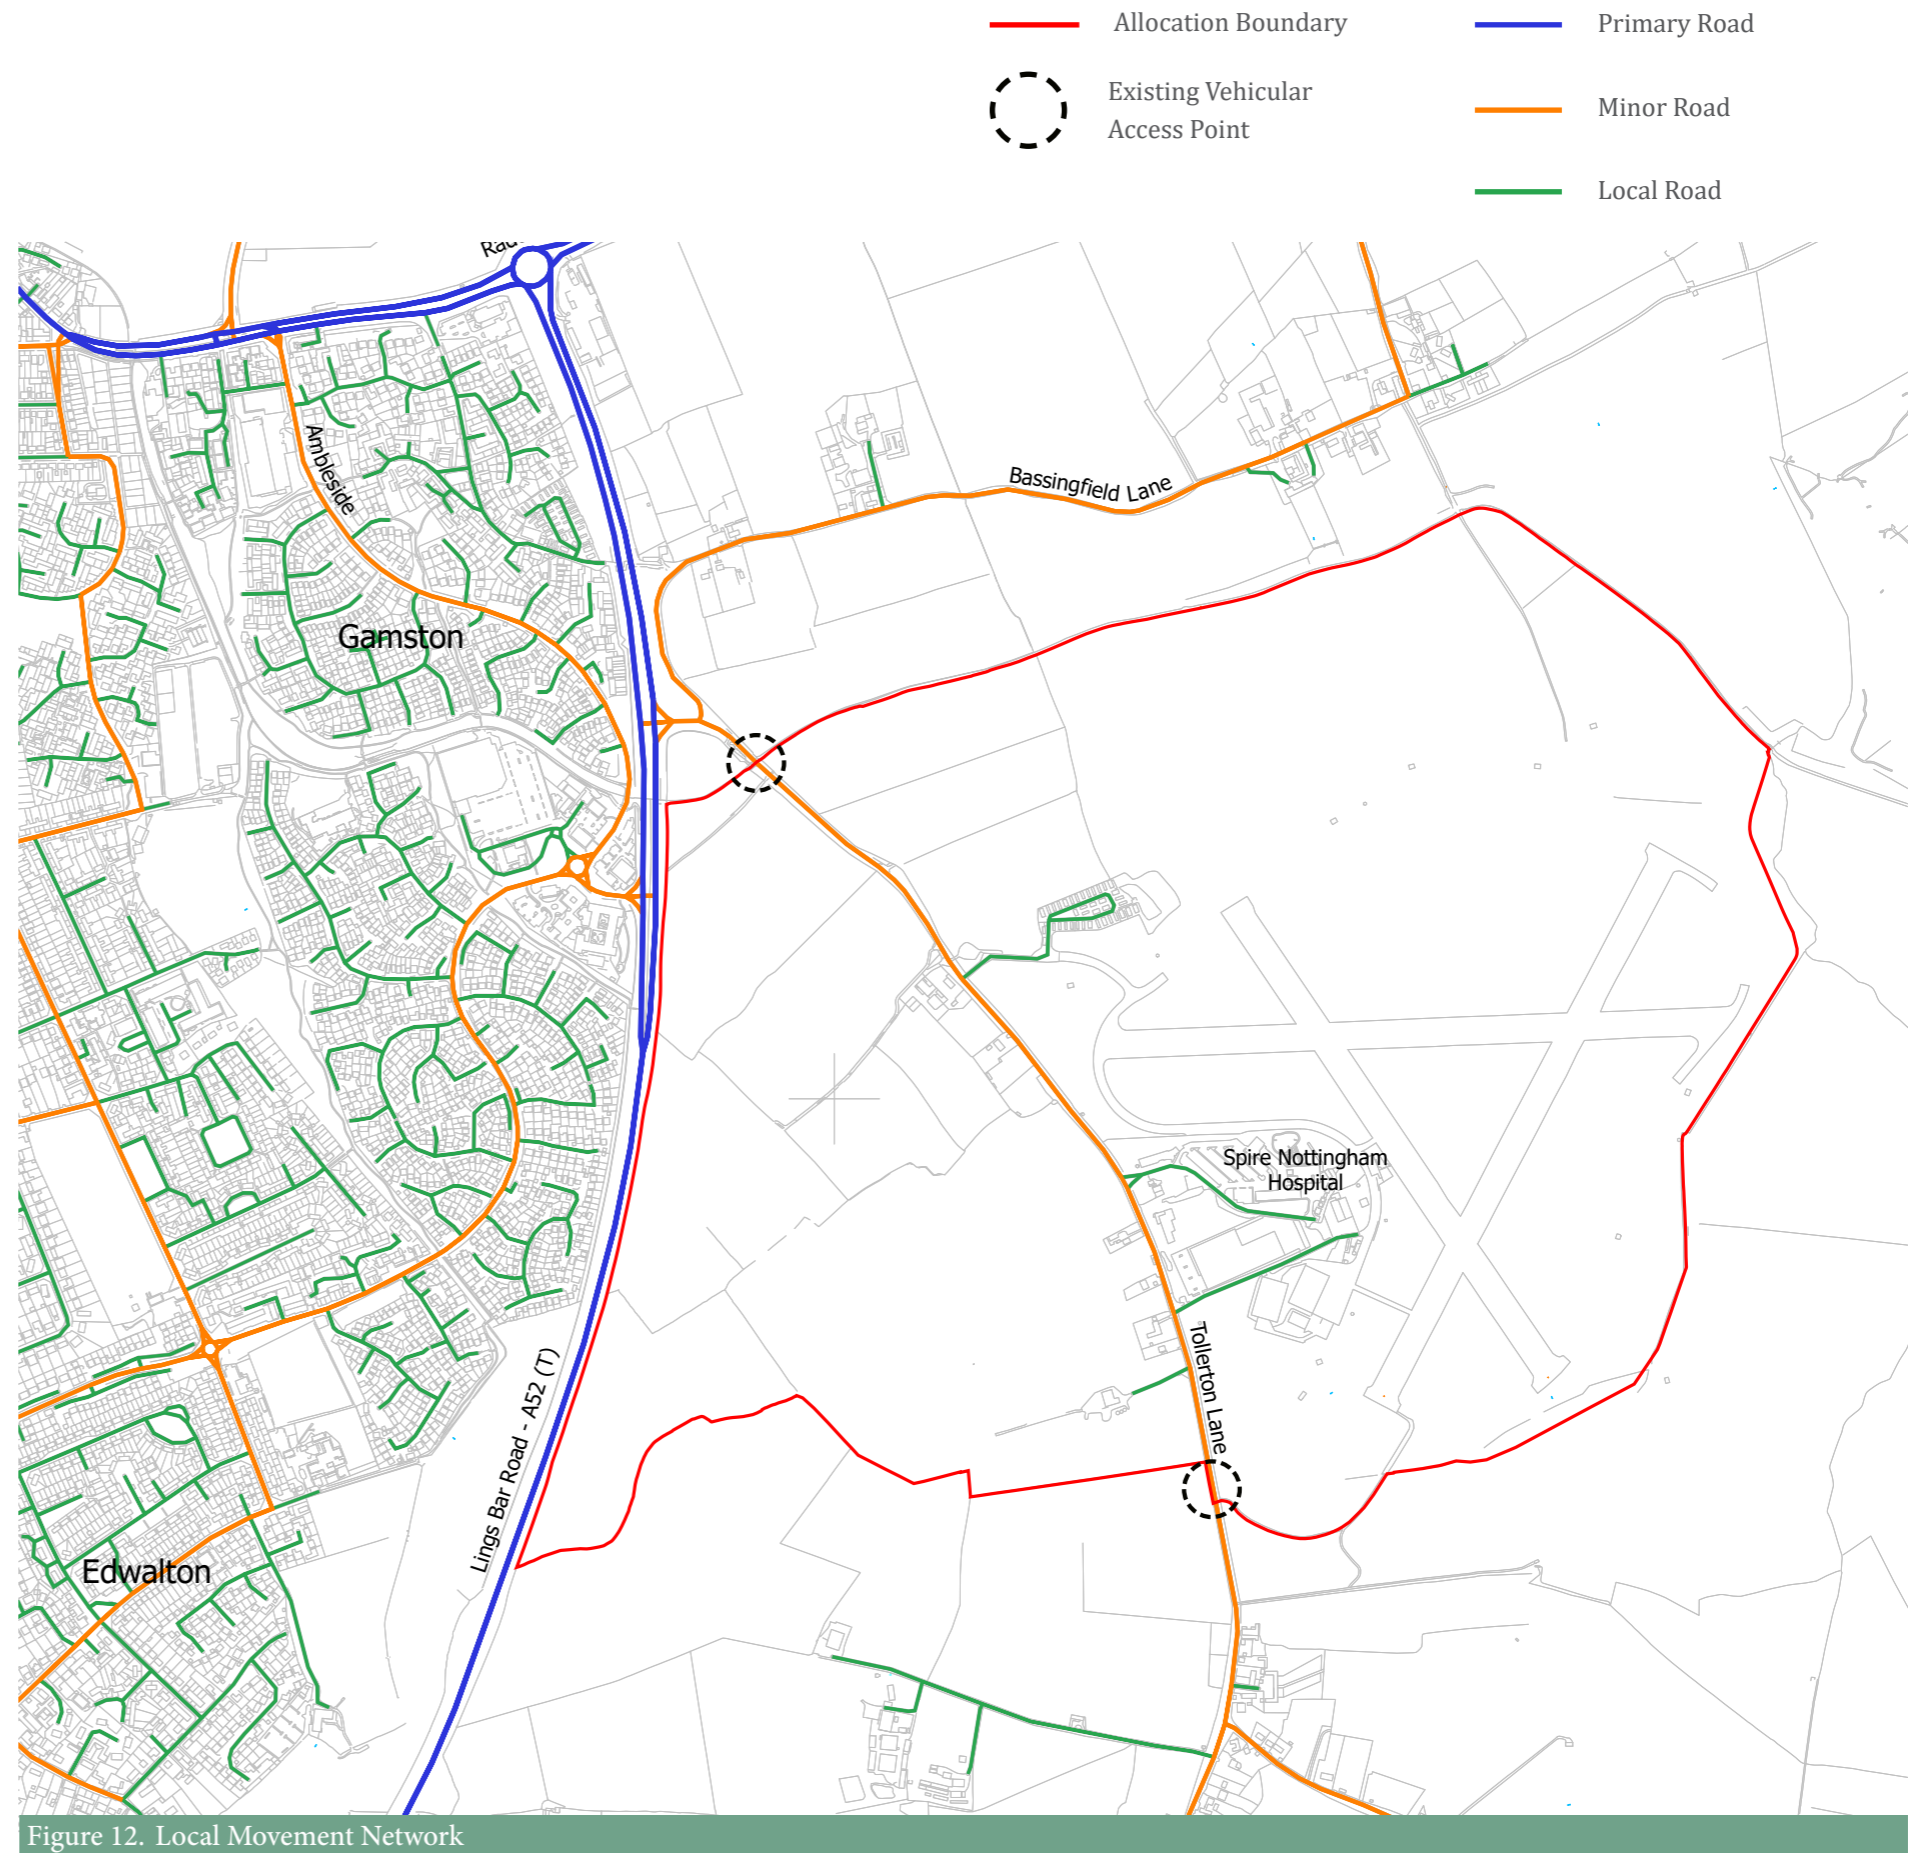 Allocation Boundary
Primary Road
Existing Vehicular
Access Point
Minor Road
Local Road
Ambleside
Bassingfield Lane
Gamston
Spire Nottingham
Hospital
Tollerton Lane
Lings Bar Road - A52 (T)
Edwalton
Figure 12. Local Movement Network